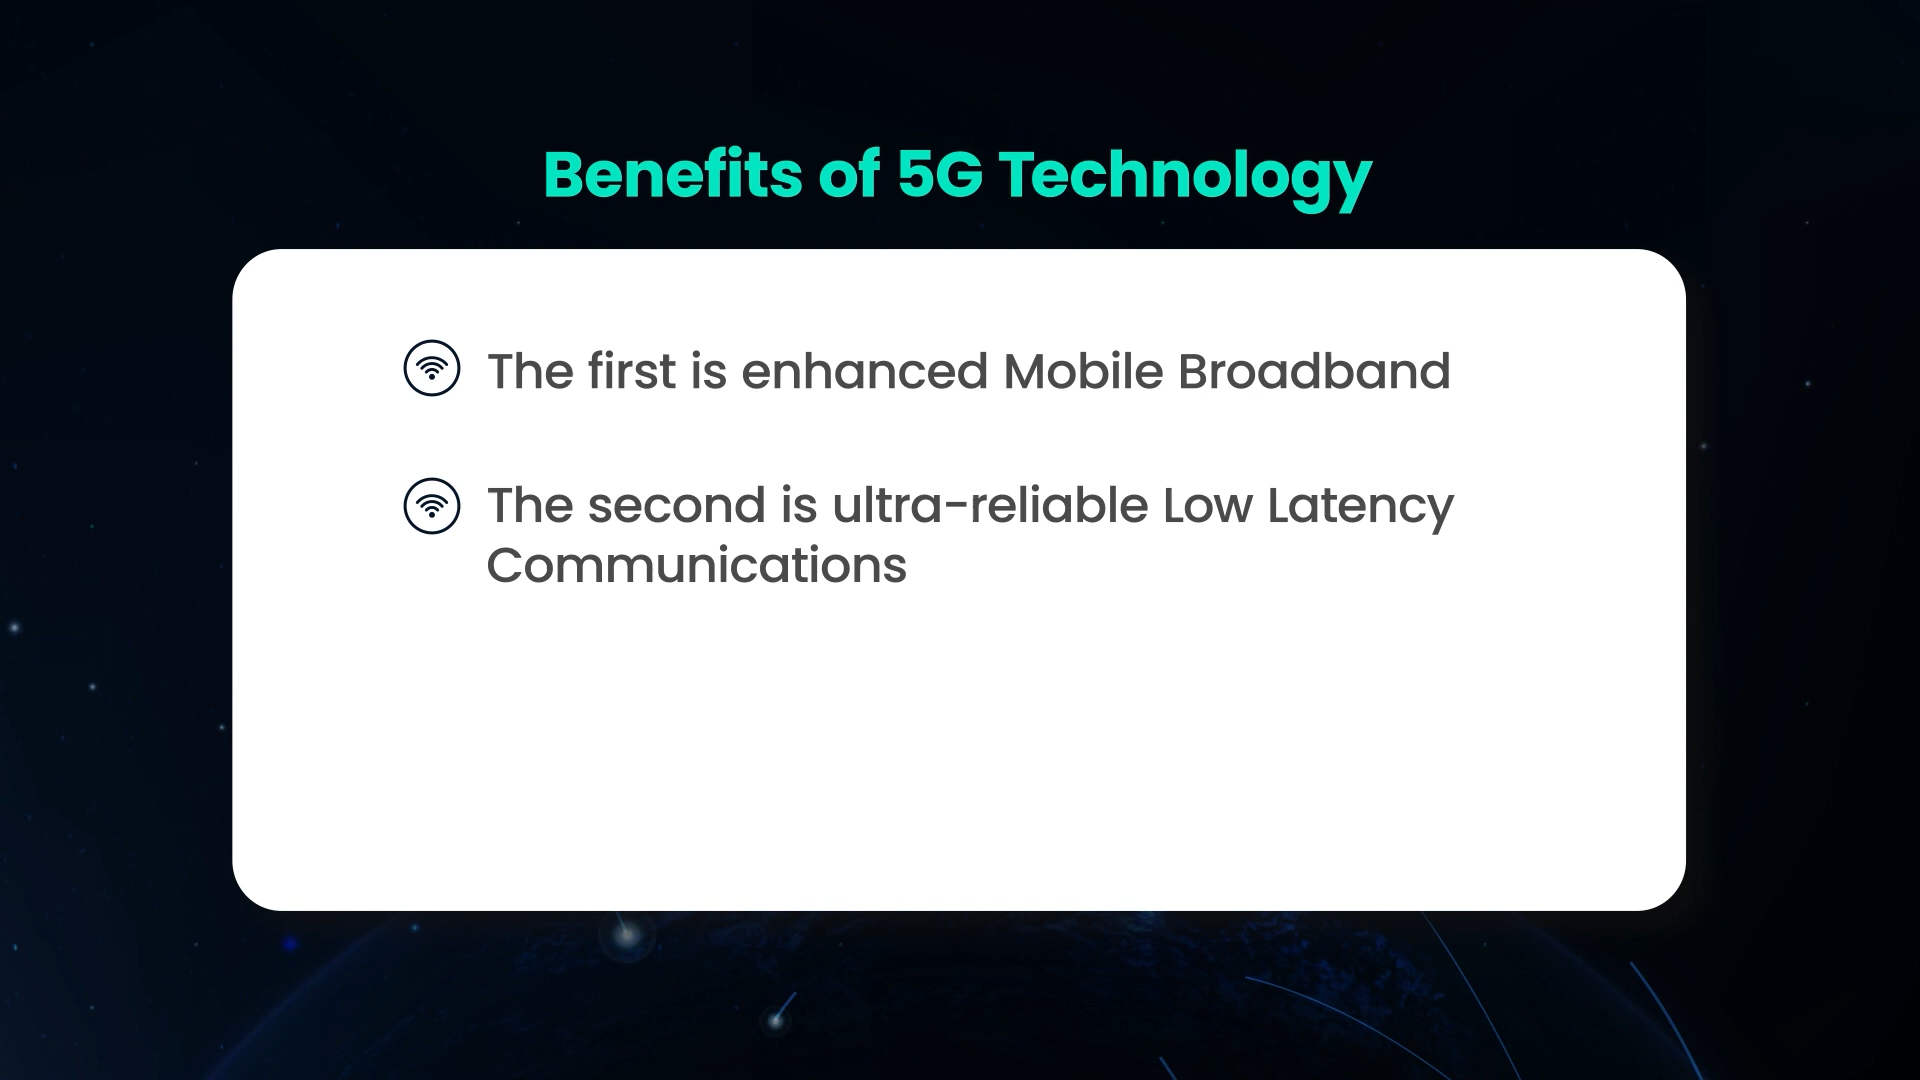 Benefits of 5G Technology
The first is enhanced Mobile Broadband
The second is ultra-reliable Low Latency
Communications